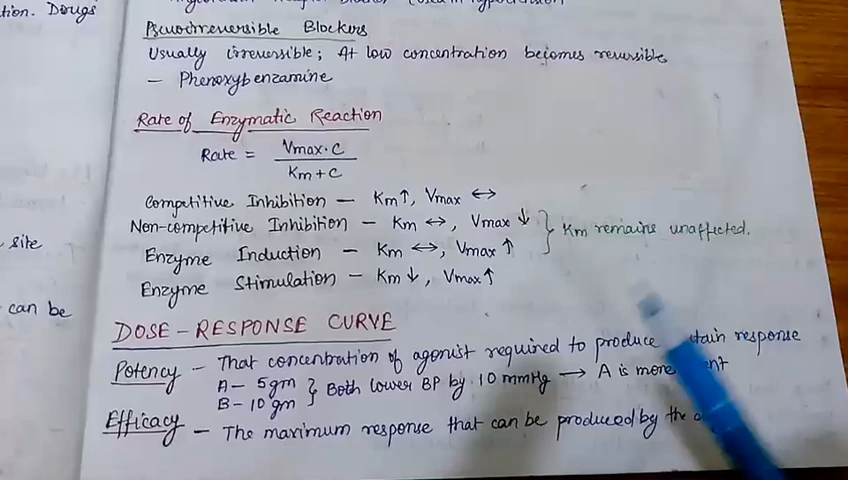 tion. Drugs
Pseudoirreversible Blockers
Usually irreversible; At low concentration becomes reversible
– Phenoxybenzamine
Rate of Enzymatic Reaction
Rate = Vmax·C
Km + C
Competitive Inhibition – Km↑, Vmax ↔
Non-competitive Inhibition – Km ↔, Vmax ↓
Enzyme Induction – Km ↔, Vmax ↑
} Km remains unaffected.
Enzyme Stimulation – Km ↓, Vmax ↑
site
can be
DOSE-RESPONSE CURVE
Potency – That concentration of agonist required to produce response
A – 5gm
B – 10gm
} Both lower BP by 10 mmHg → A is more
Efficacy – The maximum response that can be produced by the